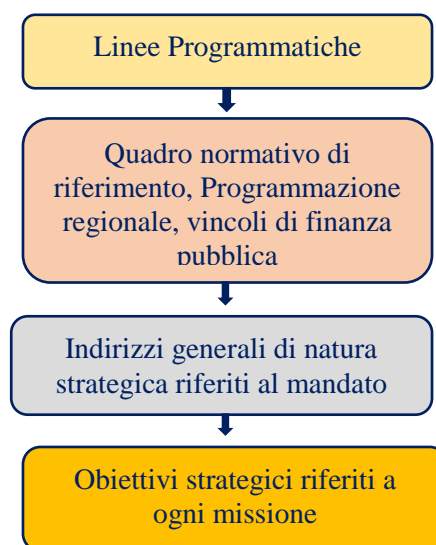 Linee Programmatiche
Quadro normativo di
riferimento, Programmazione
regionale, vincoli di finanza
pubblica
Indirizzi generali di natura
strategica riferiti al mandato
Obiettivi strategici riferiti a
ogni missione